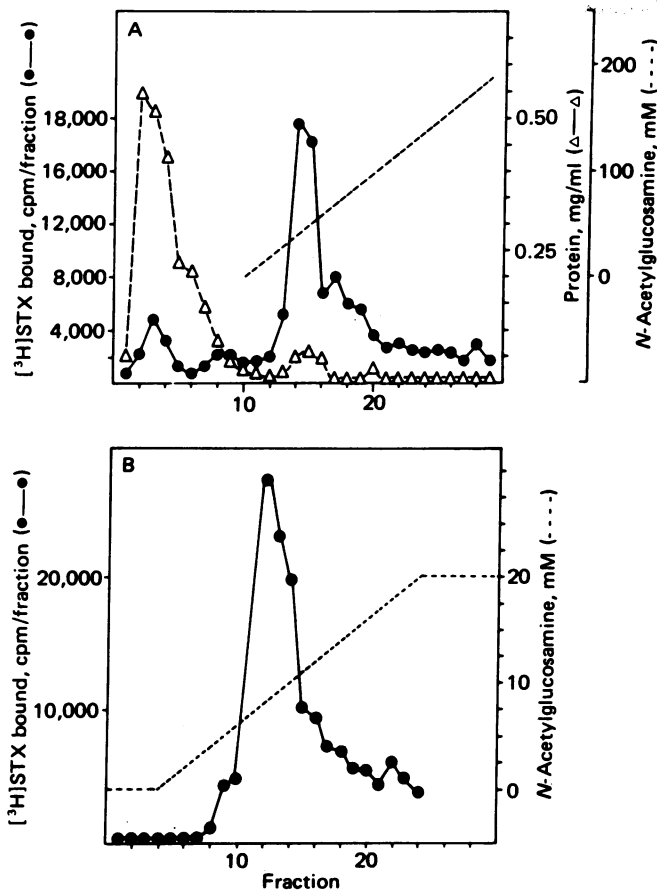 A
[³H]STX bound, cpm/fraction (●—●)
18,000
16,000
12,000
8,000
4,000
10
20
0.50
0.25
Protein, mg/ml (△—△)
200
100
0
N-Acetylglucosamine, mM (----)
B
[³H]STX bound, cpm/fraction (●—●)
20,000
10,000
10
20
Fraction
20
10
0
N-Acetylglucosamine, mM (----)